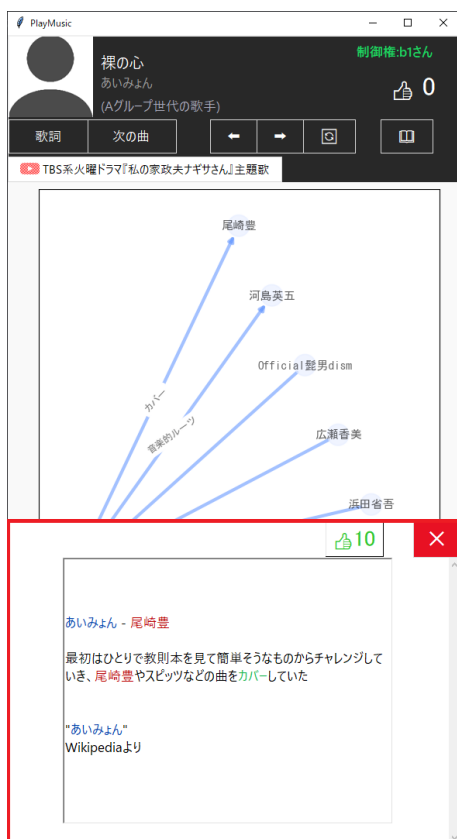 PlayMusic
裸の心
あいみょん
(Aグループ世代の歌手)
制御権:b1さん
0
歌詞
次の曲
TBS系火曜ドラマ『私の家政夫ナギサさん』主題歌
尾崎豊
河島英五
Official髭男dism
カバー
音楽的ルーツ
広瀬香美
浜田省吾
10
あいみょん - 尾崎豊
最初はひとりで教則本を見て簡単そうなものからチャレンジして
いき、尾崎豊やスピッツなどの曲をカバーしていた
"あいみょん"
Wikipediaより